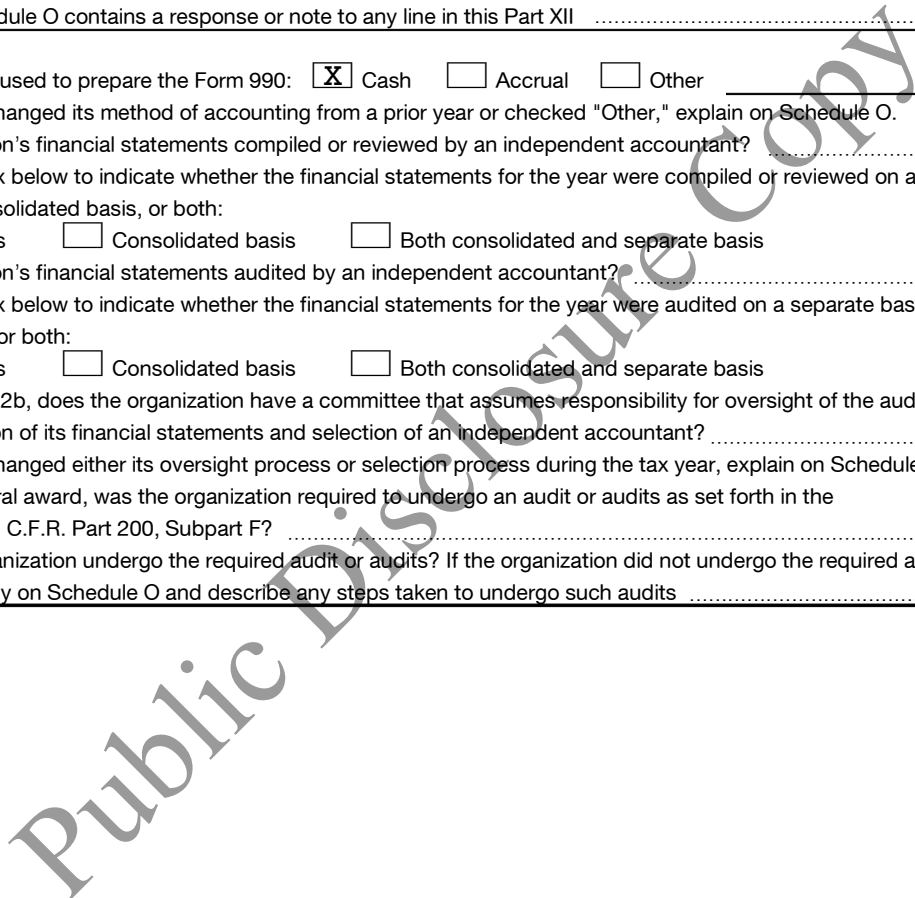 dule O contains a response or note to any line in this Part XII
used to prepare the Form 990: X Cash Accrual Other
hanged its method of accounting from a prior year or checked "Other," explain on Schedule O.
on's financial statements compiled or reviewed by an independent accountant?
x below to indicate whether the financial statements for the year were compiled or reviewed on a
solidated basis, or both:
s Consolidated basis Both consolidated and separate basis
on's financial statements audited by an independent accountant?
x below to indicate whether the financial statements for the year were audited on a separate bas
or both:
s Consolidated basis Both consolidated and separate basis
2b, does the organization have a committee that assumes responsibility for oversight of the aud
on of its financial statements and selection of an independent accountant?
hanged either its oversight process or selection process during the tax year, explain on Schedule
ral award, was the organization required to undergo an audit or audits as set forth in the
C.F.R. Part 200, Subpart F?
anization undergo the required audit or audits? If the organization did not undergo the required a
y on Schedule O and describe any steps taken to undergo such audits
Public Disclosure Copy